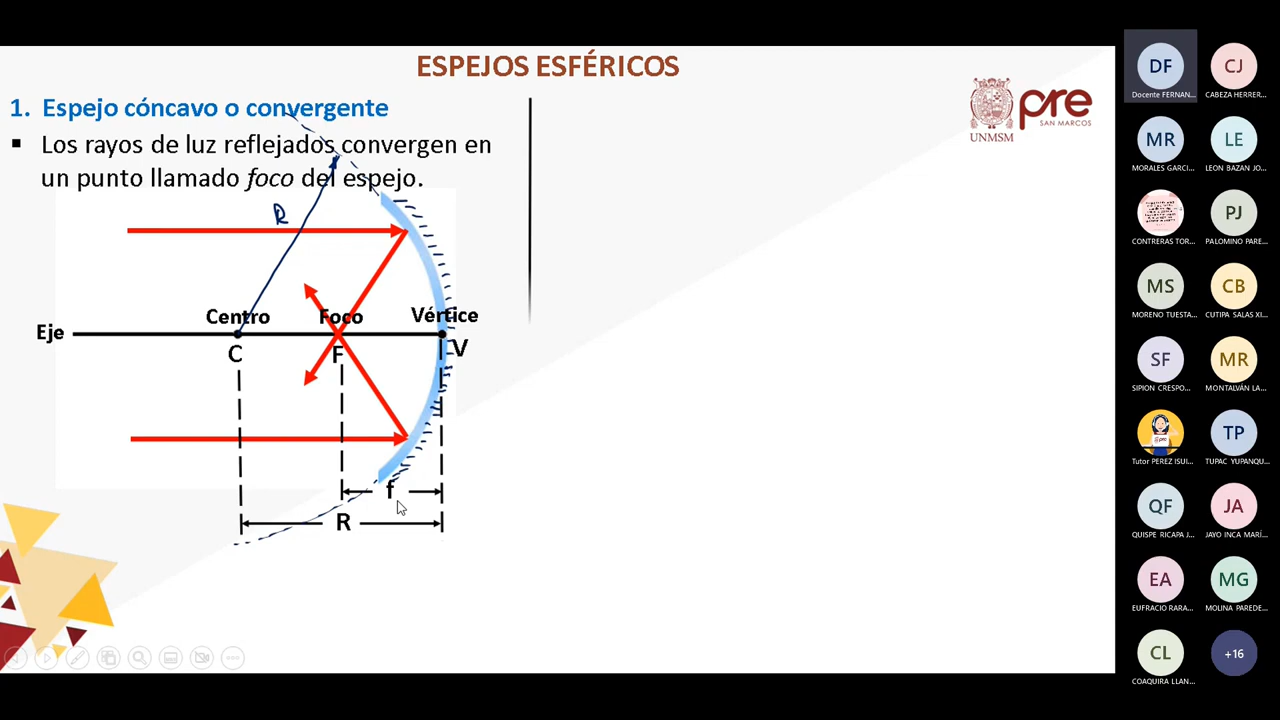 ESPEJOS ESFÉRICOS
1. Espejo cóncavo o convergente
▪ Los rayos de luz reflejados convergen en
un punto llamado foco del espejo.
UNMSM
pre
SAN MARCOS
R
Centro Foco Vértice
Eje
C F V
f
R
DF
Docente FERNAN...
CJ
CABEZA HERRER...
MR
MORALES GARCI...
LE
LEON BAZAN JO...
CONTRERAS TOR...
PJ
PALOMINO PARE...
MS
MORENO TUESTA...
CB
CUTIPA SALAS XI...
SF
SIPION CRESPO...
MR
MONTALVÁN LA...
Tutor PEREZ ISUI...
TP
TUPAC YUPANQU...
QF
QUISPE RICAPA J...
JA
JAYO INCA MARÍ...
EA
EUFRACIO RARA...
MG
MOLINA PAREDE...
CL
COAQUIRA LLAN...
+16